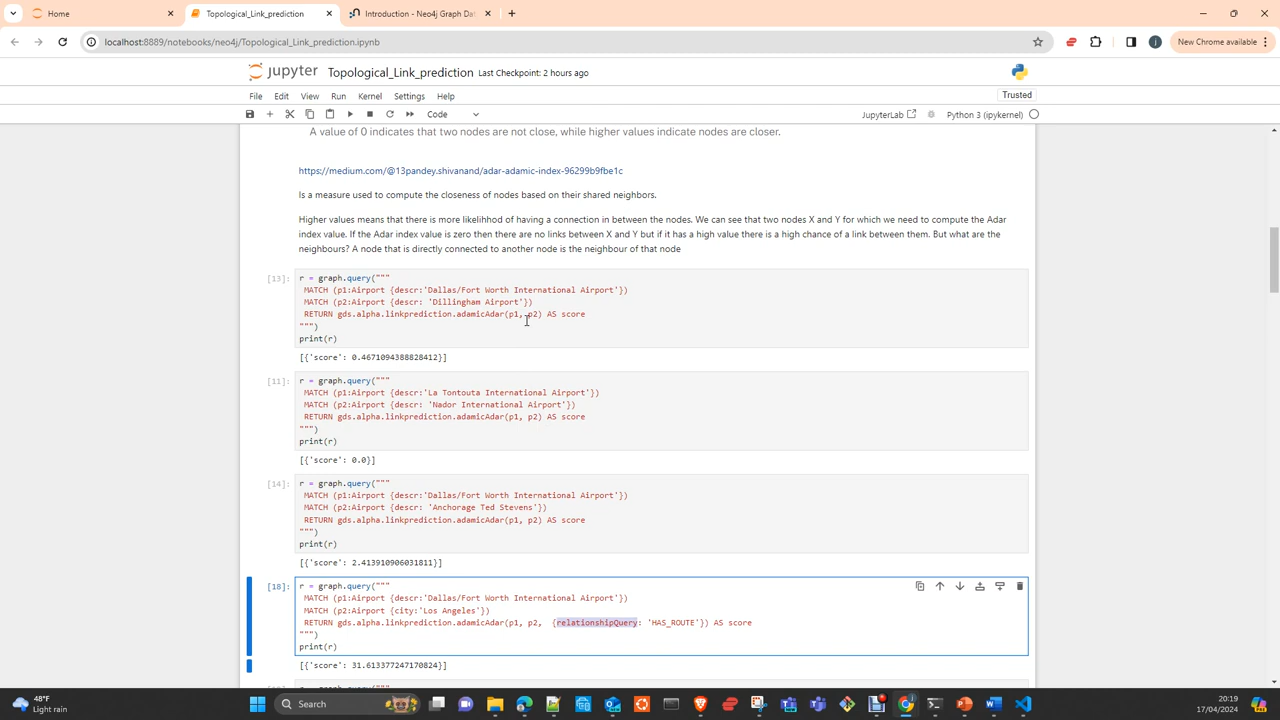 Home
Topological_Link_prediction
Introduction - Neo4j Graph Da
localhost:8889/notebooks/neo4j/Topological_Link_prediction.ipynb
New Chrome available
jupyter Topological_Link_prediction Last Checkpoint: 2 hours ago
File Edit View Run Kernel Settings Help
Trusted
Code
JupyterLab
Python 3 (ipykernel)
A value of 0 indicates that two nodes are not close, while higher values indicate nodes are closer.
https://medium.com/@13pandey.shivanand/adar-adamic-index-96299b9fbe1c
Is a measure used to compute the closeness of nodes based on their shared neighbors.
Higher values means that there is more likelihhod of having a connection in between the nodes. We can see that two nodes X and Y for which we need to compute the Adar
index value. If the Adar index value is zero then there are no links between X and Y but if it has a high value there is a high chance of a link between them. But what are the
neighbours? A node that is directly connected to another node is the neighbour of that node
[13]: r = graph.query("""
MATCH (p1:Airport {descr:'Dallas/Fort Worth International Airport'})
MATCH (p2:Airport {descr: 'Dillingham Airport'})
RETURN gds.alpha.linkprediction.adamicAdar(p1, p2) AS score
""")
print(r)
[{'score': 0.4671094388828412}]
[11]: r = graph.query("""
MATCH (p1:Airport {descr:'La Tontouta International Airport'})
MATCH (p2:Airport {descr: 'Nador International Airport'})
RETURN gds.alpha.linkprediction.adamicAdar(p1, p2) AS score
""")
print(r)
[{'score': 0.0}]
[14]: r = graph.query("""
MATCH (p1:Airport {descr:'Dallas/Fort Worth International Airport'})
MATCH (p2:Airport {descr: 'Anchorage Ted Stevens'})
RETURN gds.alpha.linkprediction.adamicAdar(p1, p2) AS score
""")
print(r)
[{'score': 2.413910906031811}]
[18]: r = graph.query("""
MATCH (p1:Airport {descr:'Dallas/Fort Worth International Airport'})
MATCH (p2:Airport {city:'Los Angeles'})
RETURN gds.alpha.linkprediction.adamicAdar(p1, p2, {relationshipQuery: 'HAS_ROUTE'}) AS score
""")
print(r)
[{'score': 31.613377247170824}]
48°F
Light rain
Search
20:19
17/04/2024